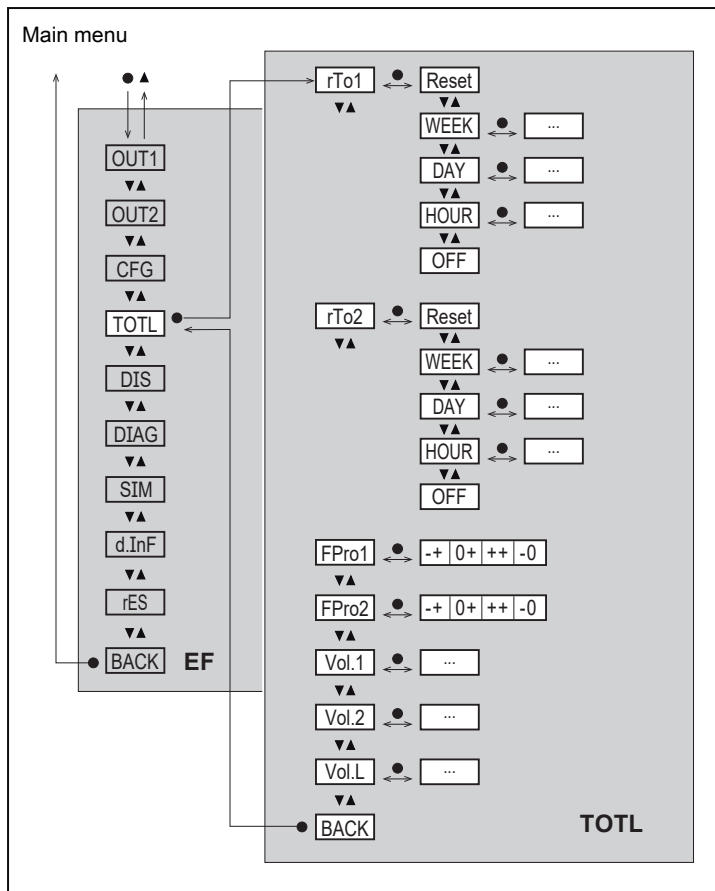 Main menu
OUT1
OUT2
CFG
TOTL
DIS
DIAG
SIM
d.InF
rES
BACK EF
rTo1 Reset
WEEK ...
DAY ...
HOUR ...
OFF
rTo2 Reset
WEEK ...
DAY ...
HOUR ...
OFF
FPro1 -+ 0+ ++ -0
FPro2 -+ 0+ ++ -0
Vol.1 ...
Vol.2 ...
Vol.L ...
BACK
TOTL